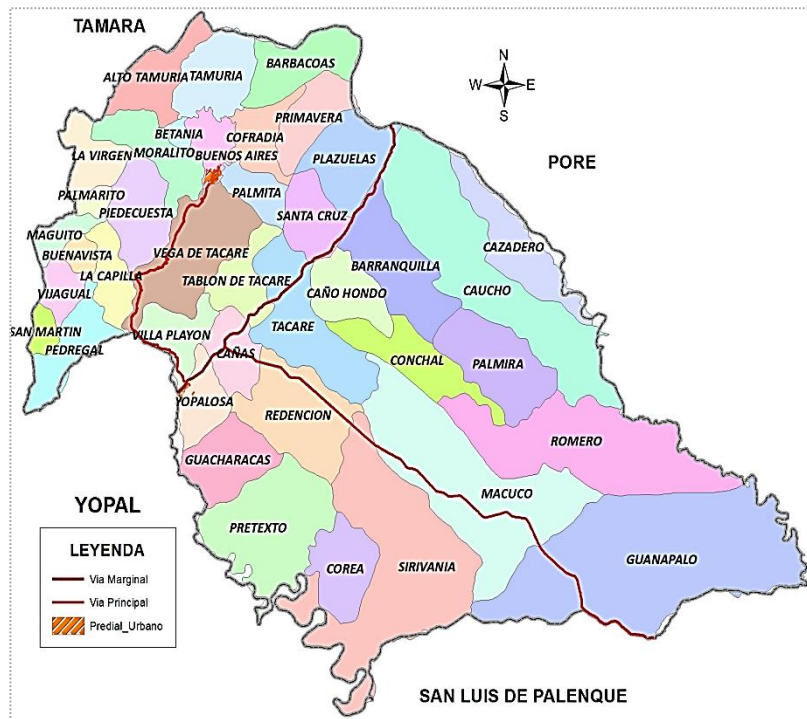 TAMARA
BARBACOAS
ALTO TAMURIA
TAMURIA
N
W
E
S
PRIMAVERA
BETANIA
COFRADIA
LA VIRGEN
MORALITO
BUENOS AIRES
PLAZUELAS
PORE
PALMARITO
PIEDECUESTA
PALMITA
SANTA CRUZ
MAGUITO
BUENAVISTA
VEGA DE TACARE
CAZADERO
LA CAPILLA
TABLON DE TACARE
BARRANQUILLA
VIJAGUAL
CAÑO HONDO
CAUCHO
SAN MARTIN
VILLA PLAYON
TACARE
PEDREGAL
CAÑAS
CONCHAL
PALMIRA
YOPALOSA
REDENCION
ROMERO
GUACHARACAS
MACUCO
YOPAL
PRETEXTO
GUANAPALO
COREA
SIRIVANIA
LEYENDA
Via Marginal
Via Principal
Predial_Urbano
SAN LUIS DE PALENQUE